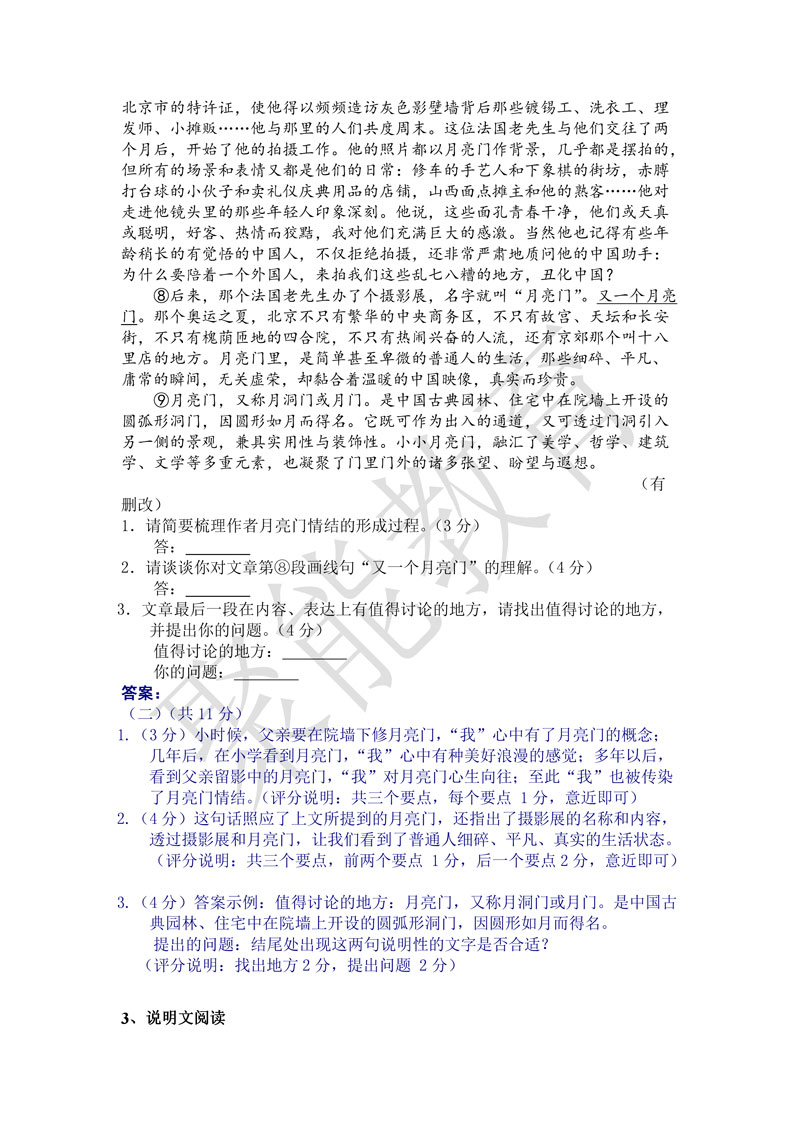 北京市的特许证，使他得以频频造访灰色影壁墙背后那些镀锡工、洗衣工、理
发师、小摊贩……他与那里的人们共度周末。这位法国老先生与他们交往了两
个月后，开始了他的拍摄工作。他的照片都以月亮门作背景，几乎都是摆拍的，
但所有的场景和表情又都是他们的日常：修车的手艺人和下象棋的街坊，赤膊
打台球的小伙子和卖礼仪庆典用品的店铺，山西面点摊主和他的熟客……他对
走进他镜头里的那些年轻人印象深刻。他说，这些面孔青春干净，他们或天真
或聪明，好客、热情而狡黠，我对他们充满巨大的感激。当然他也记得有些年
龄稍长的有觉悟的中国人，不仅拒绝拍摄，还非常严肃地质问他的中国助手：
为什么要陪着一个外国人，来拍我们这些乱七八糟的地方，丑化中国？
⑧后来，那个法国老先生办了个摄影展，名字就叫“月亮门”。又一个月亮
门。那个奥运之夏，北京不只有繁华的中央商务区，不只有故宫、天坛和长安
街，不只有槐荫匝地的四合院，不只有热闹兴奋的人流，还有京郊那个叫十八
里店的地方。月亮门里，是简单甚至卑微的普通人的生活，那些细碎、平凡、
庸常的瞬间，无关虚荣，却黏合着温暖的中国映像，真实而珍贵。
⑨月亮门，又称月洞门或月门。是中国古典园林、住宅中在院墙上开设的
圆弧形洞门，因圆形如月而得名。它既可作为出入的通道，又可透过门洞引入
另一侧的景观，兼具实用性与装饰性。小小月亮门，融汇了美学、哲学、建筑
学、文学等多重元素，也凝聚了门里门外的诸多张望、盼望与遐想。
（有
删改）
1．请简要梳理作者月亮门情结的形成过程。（3 分）
答：________
2．请谈谈你对文章第⑧段画线句“又一个月亮门”的理解。（4 分）
答：________
3．文章最后一段在内容、表达上有值得讨论的地方，请找出值得讨论的地方，
并提出你的问题。（4 分）
值得讨论的地方：________
你的问题：________
答案：
（二）（共 11 分）
1.（3 分）小时候，父亲要在院墙下修月亮门，“我”心中有了月亮门的概念；
几年后，在小学看到月亮门，“我”心中有种美好浪漫的感觉；多年以后，
看到父亲留影中的月亮门，“我”对月亮门心生向往；至此“我”也被传染
了月亮门情结。（评分说明：共三个要点，每个要点 1 分，意近即可）
2.（4 分）这句话照应了上文所提到的月亮门，还指出了摄影展的名称和内容，
透过摄影展和月亮门，让我们看到了普通人细碎、平凡、真实的生活状态。
（评分说明：共三个要点，前两个要点 1 分，后一个要点 2 分，意近即可）
3.（4 分）答案示例：值得讨论的地方：月亮门，又称月洞门或月门。是中国古
典园林、住宅中在院墙上开设的圆弧形洞门，因圆形如月而得名。
提出的问题：结尾处出现这两句说明性的文字是否合适？
（评分说明：找出地方 2 分，提出问题 2 分）
3、说明文阅读
聚能教育